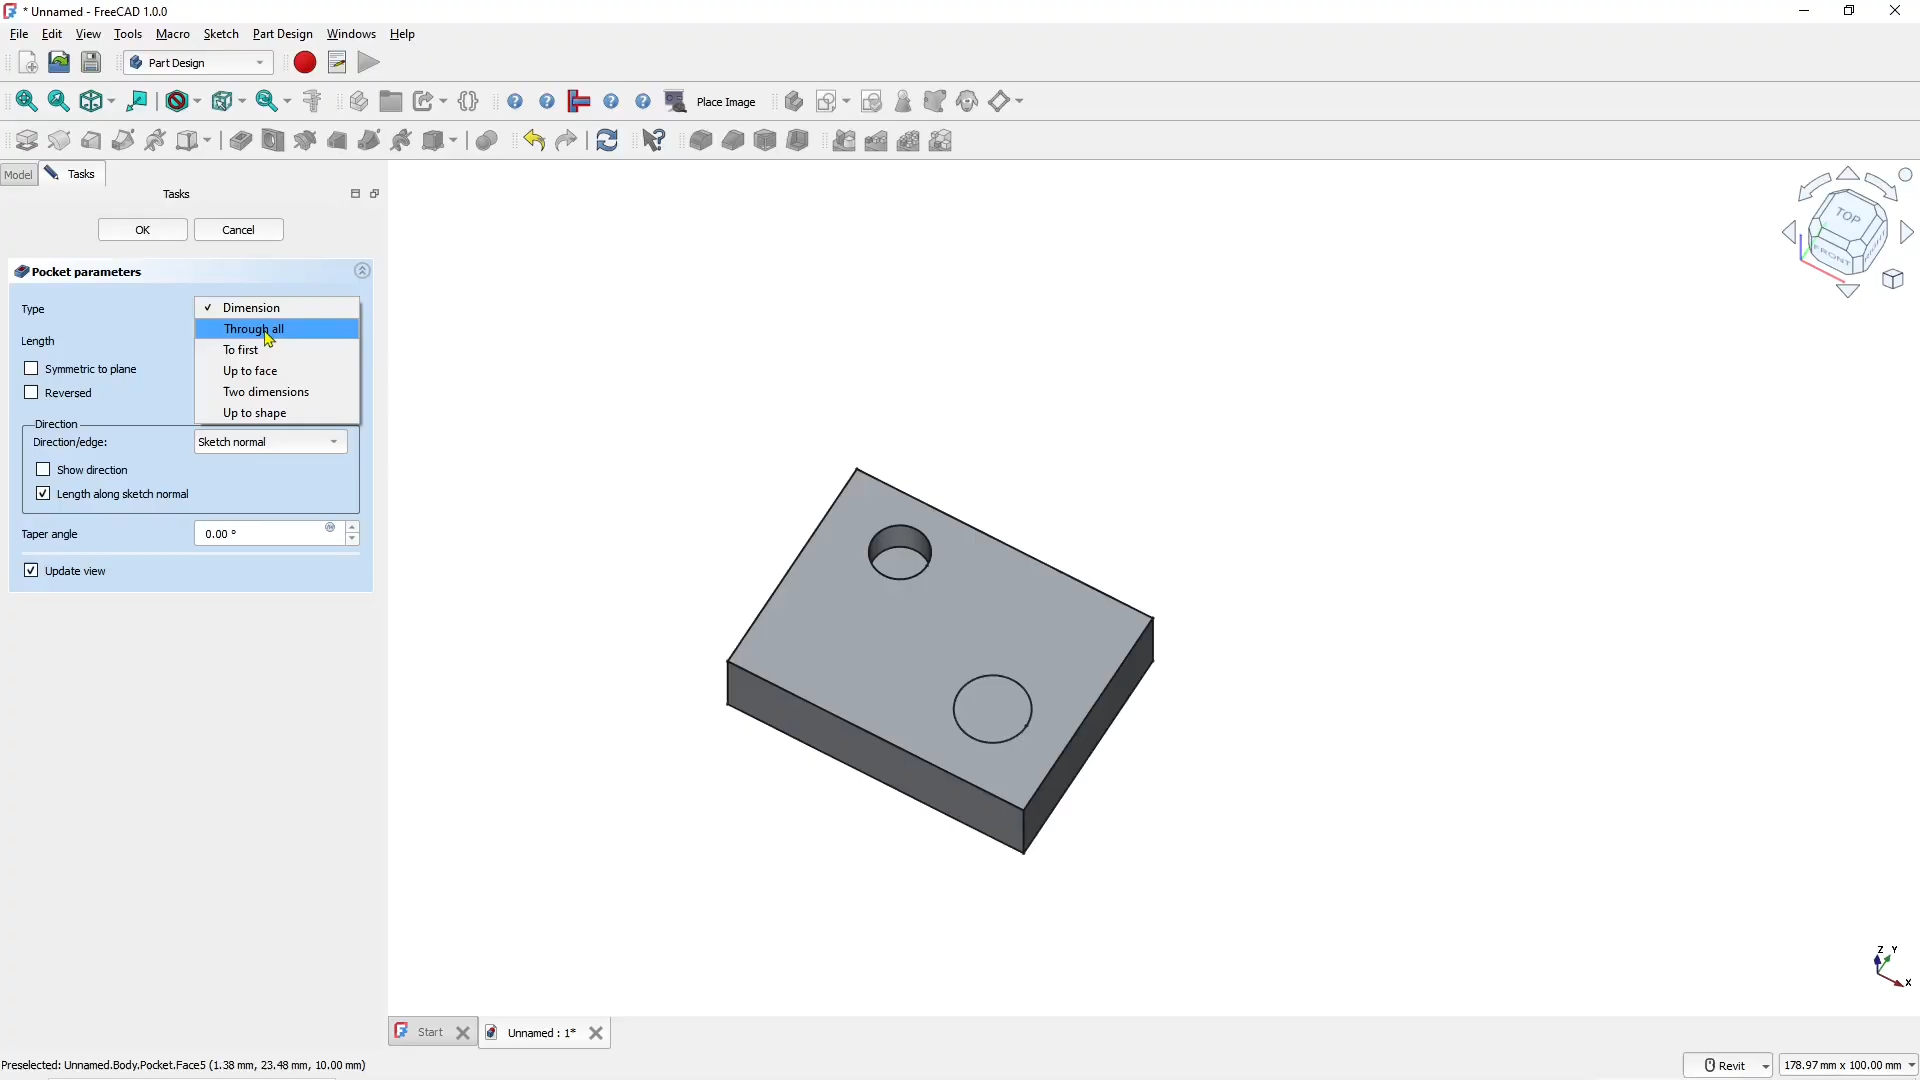 * Unnamed - FreeCAD 1.0.0
File Edit View Tools Macro Sketch Part Design Windows Help
Part Design
Place Image
Model Tasks
Tasks
OK Cancel
Pocket parameters
Type
✓ Dimension
Through all
Length
To first
Symmetric to plane
Up to face
Reversed
Two dimensions
Up to shape
Direction
Direction/edge: Sketch normal
Show direction
Length along sketch normal
Taper angle 0.00 °
Update view
TOP
FRONT
RIGHT
Z Y
X
Start Unnamed : 1*
Preselected: Unnamed.Body.Pocket.Face5 (1.38 mm, 23.48 mm, 10.00 mm)
Revit 178.97 mm x 100.00 mm